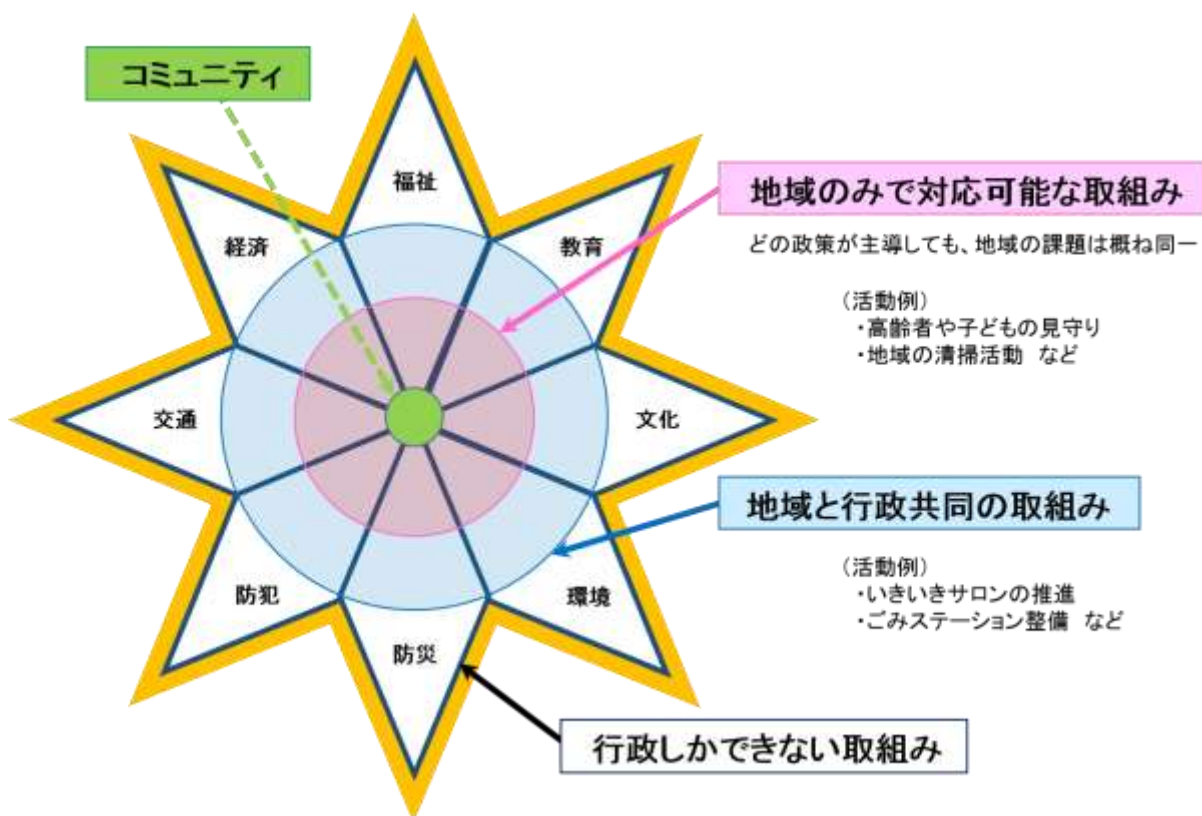 コミュニティ
福祉
経済
教育
交通
文化
防犯
環境
防災
地域のみで対応可能な取組み
どの政策が主導しても、地域の課題は概ね同一
（活動例）
・高齢者や子どもの見守り
・地域の清掃活動　など
地域と行政共同の取組み
（活動例）
・いきいきサロンの推進
・ごみステーション整備　など
行政しかできない取組み